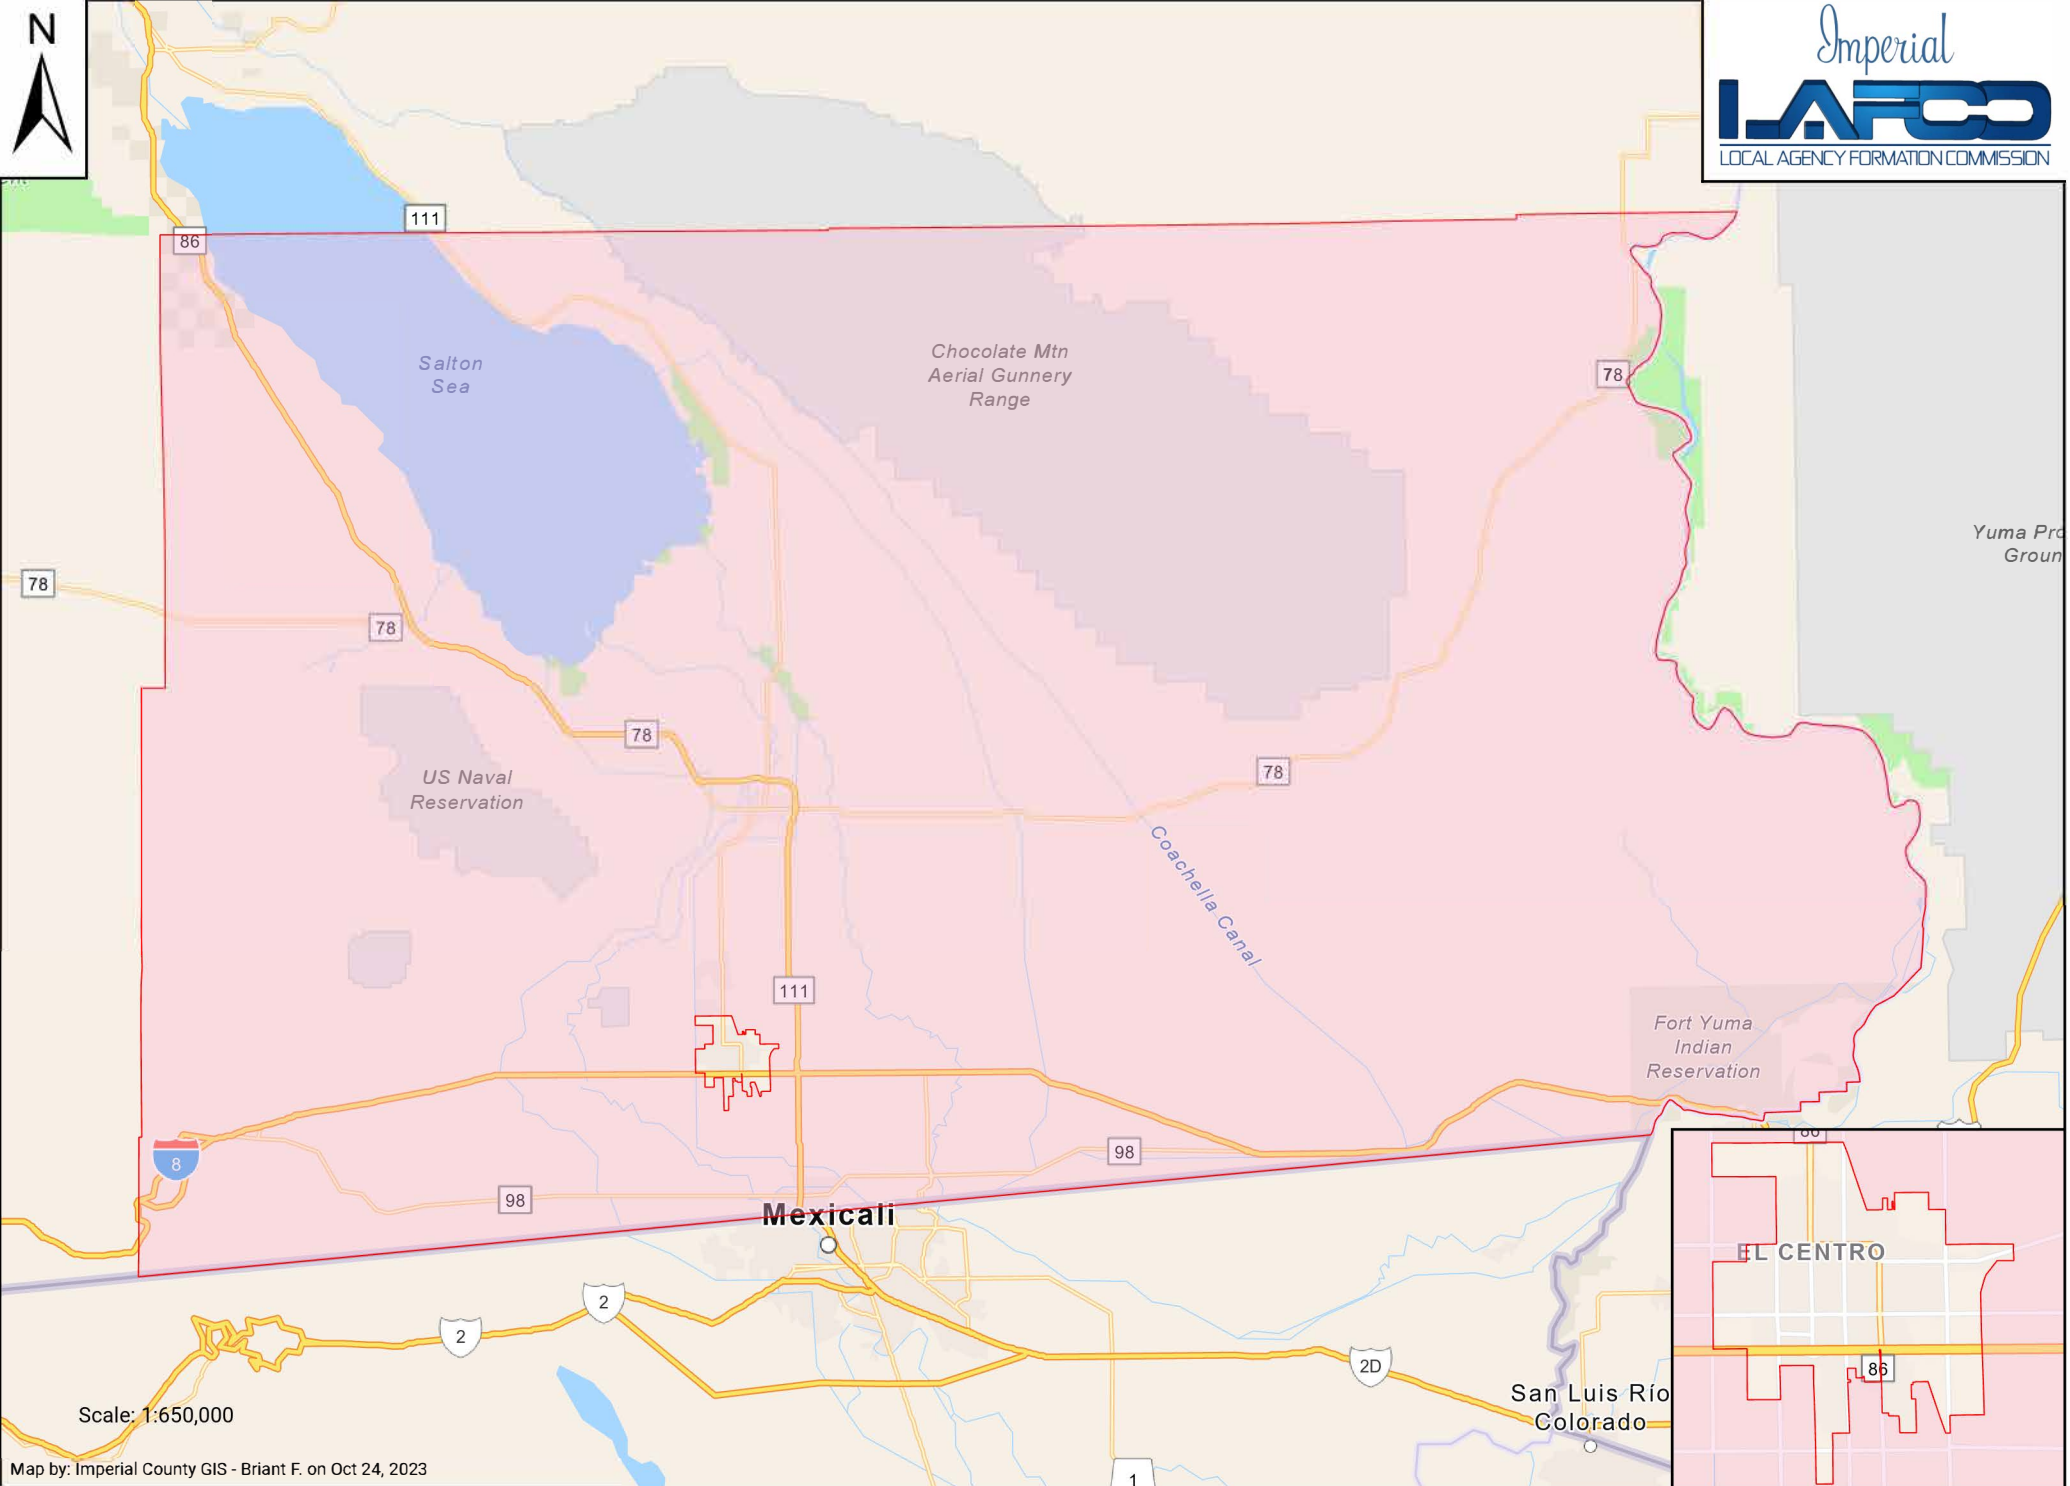 N
Imperial
LAFCO
LOCAL AGENCY FORMATION COMMISSION
111
86
Salton
Sea
Chocolate Mtn
Aerial Gunnery
Range
78
Yuma Pro
Groun
78
78
78
US Naval
Reservation
78
Coachella Canal
111
Fort Yuma
Indian
Reservation
8
98
98
Mexicali
86
EL CENTRO
86
2
2
2D
San Luis Río
Colorado
Scale: 1:650,000
Map by: Imperial County GIS - Briant F. on Oct 24, 2023
1